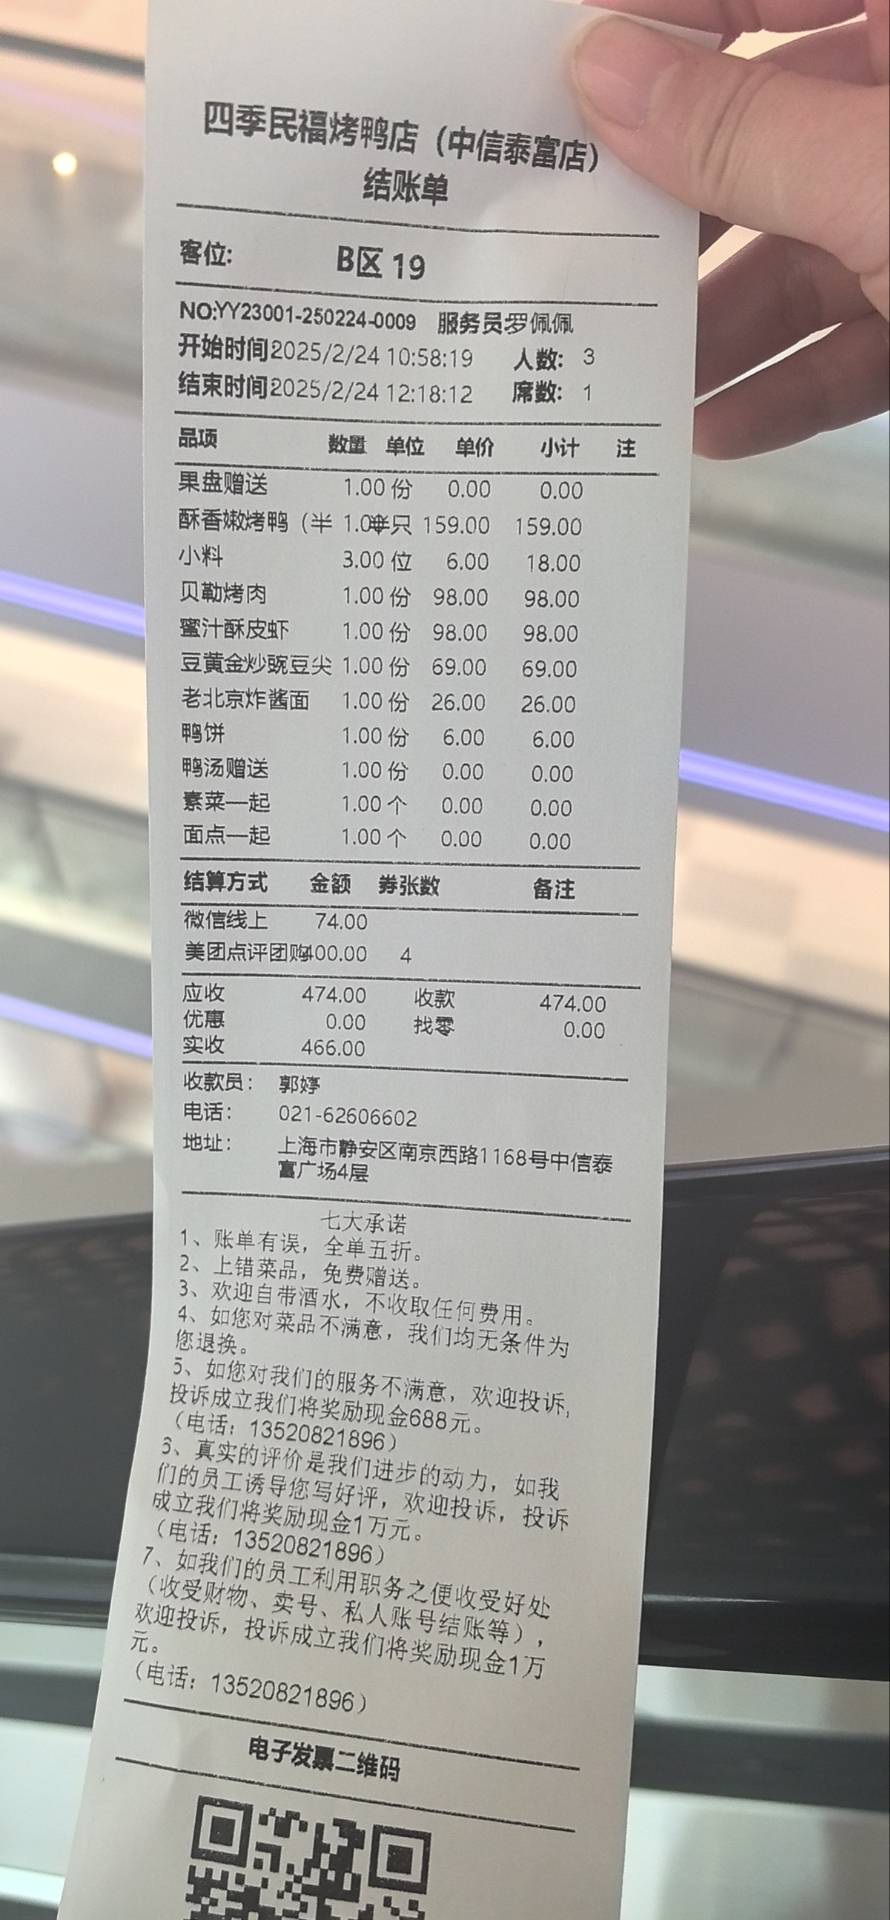 四季民福烤鸭店（中信泰富店）
结账单
客位: B区 19
NO:YY23001-250224-0009 服务员:罗佩佩
开始时间2025/2/24 10:58:19 人数: 3
结束时间2025/2/24 12:18:12 席数: 1
品项 数量 单位 单价 小计 注
果盘赠送 1.00 份 0.00 0.00
酥香嫩烤鸭（半 1.00半只 159.00 159.00
小料 3.00 位 6.00 18.00
贝勒烤肉 1.00 份 98.00 98.00
蜜汁酥皮虾 1.00 份 98.00 98.00
豆黄金炒豌豆尖 1.00 份 69.00 69.00
老北京炸酱面 1.00 份 26.00 26.00
鸭饼 1.00 份 6.00 6.00
鸭汤赠送 1.00 份 0.00 0.00
素菜一起 1.00 个 0.00 0.00
面点一起 1.00 个 0.00 0.00
结算方式 金额 券张数 备注
微信线上 74.00
美团点评团购400.00 4
应收 474.00 收款 474.00
优惠 0.00 找零 0.00
实收 466.00
收款员: 郭婷
电话: 021-62606602
地址: 上海市静安区南京西路1168号中信泰
富广场4层
七大承诺
1、账单有误，全单五折。
2、上错菜品，免费赠送。
3、欢迎自带酒水，不收取任何费用。
4、如您对菜品不满意，我们均无条件为
您退换。
5、如您对我们的服务不满意，欢迎投诉,
投诉成立我们将奖励现金688元。
（电话：13520821896）
6、真实的评价是我们进步的动力，如我
们的员工诱导您写好评，欢迎投诉，投诉
成立我们将奖励现金1万元。
（电话：13520821896）
7、如我们的员工利用职务之便收受好处
（收受财物、卖号、私人账号结账等），
欢迎投诉，投诉成立我们将奖励现金1万
元。
（电话：13520821896）
电子发票二维码